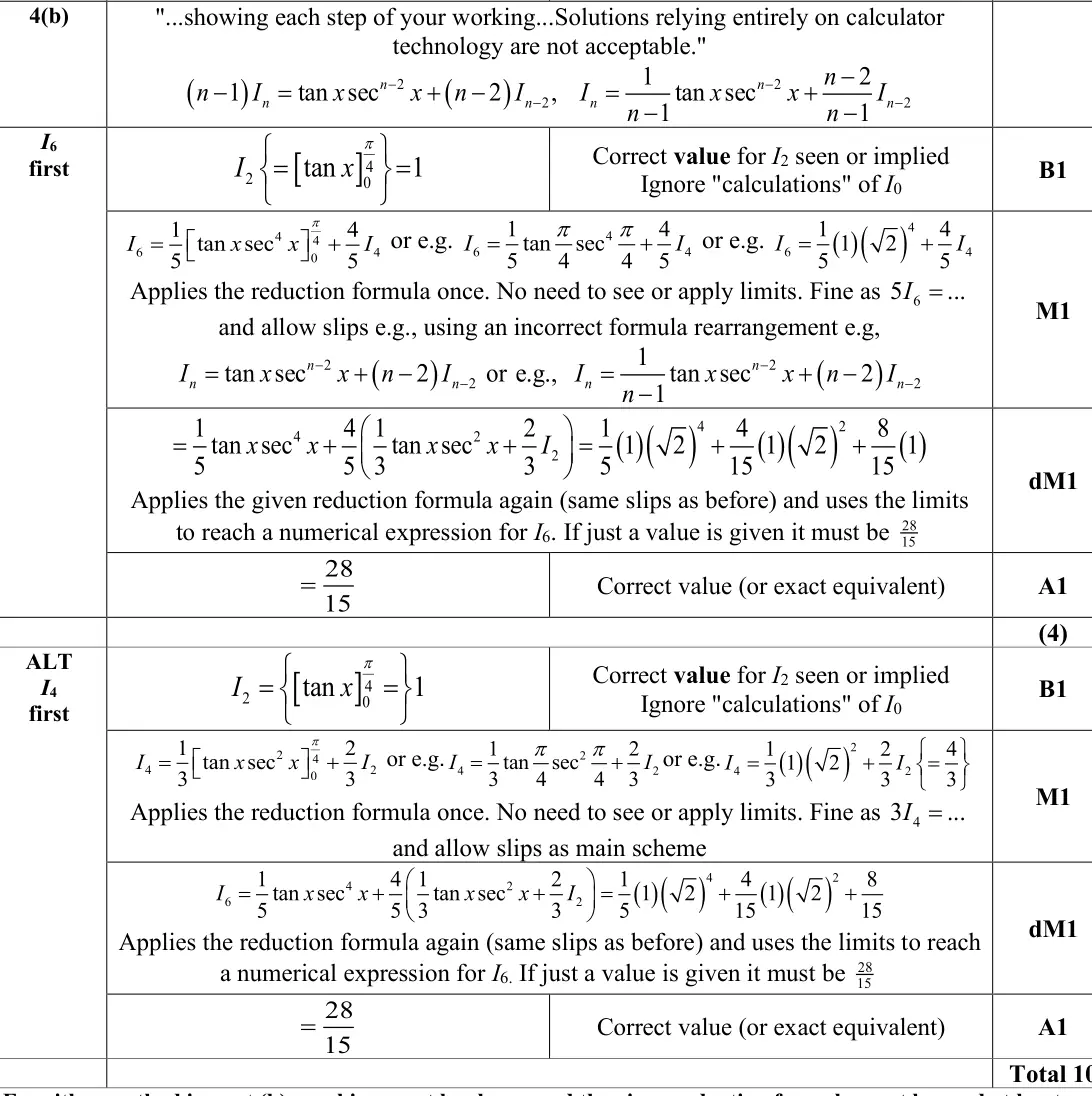 4(b)
"...showing each step of your working...Solutions relying entirely on calculator
technology are not acceptable."
(n−1)Iₙ = tan x secⁿ⁻² x + (n−2)Iₙ₋₂, Iₙ = 1/(n−1) tan x secⁿ⁻² x + (n−2)/(n−1) Iₙ₋₂
I₆
first
I₂ {= [tan x]₀^(π/4)} = 1
Correct value for I₂ seen or implied
Ignore "calculations" of I₀
B1
I₆ = 1/5 [tan x sec⁴ x]₀^(π/4) + 4/5 I₄ or e.g. I₆ = 1/5 tan π/4 sec⁴ π/4 + 4/5 I₄ or e.g. I₆ = 1/5 (1)(√2)⁴ + 4/5 I₄
Applies the reduction formula once. No need to see or apply limits. Fine as 5I₆ = ...
and allow slips e.g., using an incorrect formula rearrangement e.g,
Iₙ = tan x secⁿ⁻² x + (n−2)Iₙ₋₂ or e.g., Iₙ = 1/(n−1) tan x secⁿ⁻² x + (n−2)Iₙ₋₂
M1
= 1/5 tan x sec⁴ x + 4/5 (1/3 tan x sec² x + 2/3 I₂) = 1/5 (1)(√2)⁴ + 4/15 (1)(√2)² + 8/15 (1)
Applies the given reduction formula again (same slips as before) and uses the limits
to reach a numerical expression for I₆. If just a value is given it must be 28/15
dM1
= 28/15
Correct value (or exact equivalent)
A1
(4)
ALT
I₄
first
I₂ = {[tan x]₀^(π/4) =} 1
Correct value for I₂ seen or implied
Ignore "calculations" of I₀
B1
I₄ = 1/3 [tan x sec² x]₀^(π/4) + 2/3 I₂ or e.g. I₄ = 1/3 tan π/4 sec² π/4 + 2/3 I₂ or e.g. I₄ = 1/3 (1)(√2)² + 2/3 I₂ {= 4/3}
Applies the reduction formula once. No need to see or apply limits. Fine as 3I₄ = ...
and allow slips as main scheme
M1
I₆ = 1/5 tan x sec⁴ x + 4/5 (1/3 tan x sec² x + 2/3 I₂) = 1/5 (1)(√2)⁴ + 4/15 (1)(√2)² + 8/15
Applies the reduction formula again (same slips as before) and uses the limits to reach
a numerical expression for I₆. If just a value is given it must be 28/15
dM1
= 28/15
Correct value (or exact equivalent)
A1
Total 10